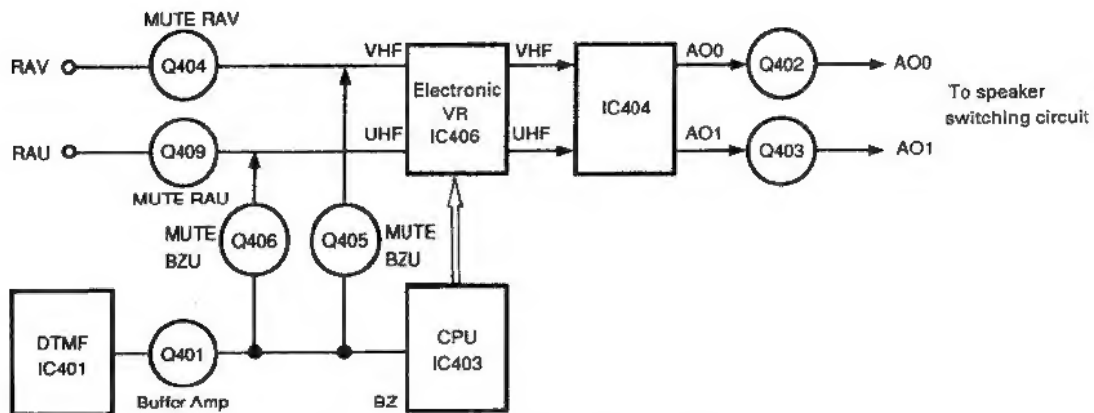 MUTE RAV
RAV
Q404
VHF
VHF
AO0
Q402
AO0
Electronic
VR
IC406
IC404
To speaker
switching circuit
RAU
Q409
UHF
UHF
AO1
Q403
AO1
MUTE RAU
MUTE
BZU
Q406
Q405
MUTE
BZU
DTMF
IC401
Q401
CPU
IC403
Buffer Amp
BZ